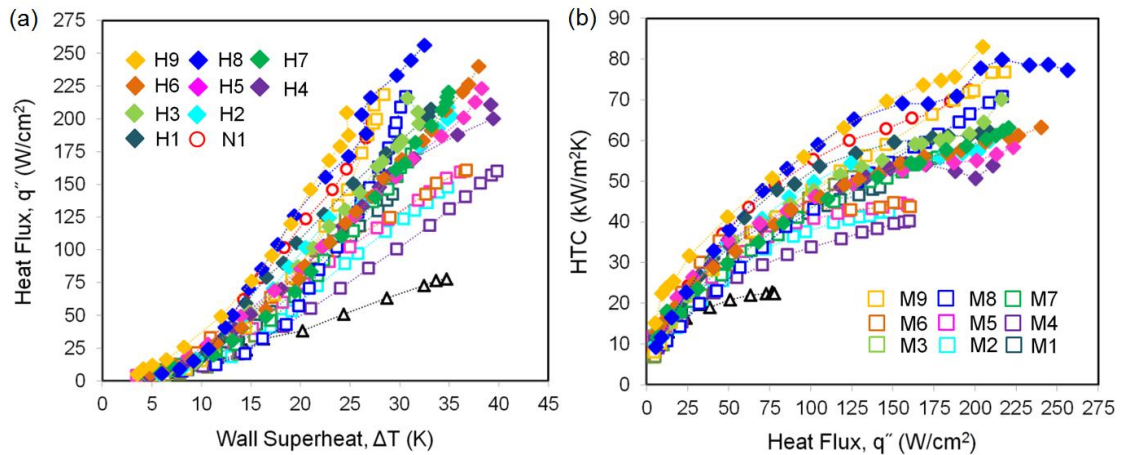 (a)
275
250
225
200
175
150
125
100
75
50
25
0
Heat Flux, q″ (W/cm²)
H9 H8 H7
H6 H5 H4
H3 H2
H1 N1
0 5 10 15 20 25 30 35 40 45
Wall Superheat, ΔT (K)
(b)
90
80
70
60
50
40
30
20
10
0
HTC (kW/m²K)
M9 M8 M7
M6 M5 M4
M3 M2 M1
0 25 50 75 100 125 150 175 200 225 250 275
Heat Flux, q″ (W/cm²)